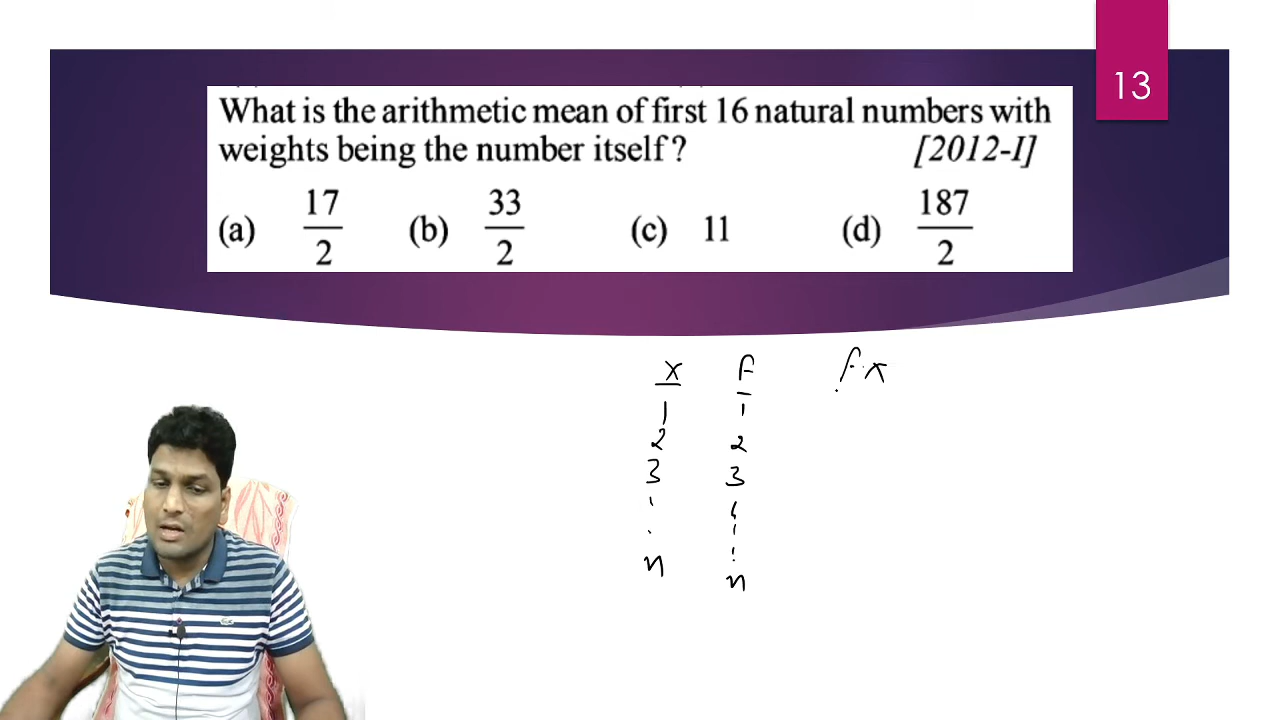 13
What is the arithmetic mean of first 16 natural numbers with
weights being the number itself ? [2012-I]
(a) 17/2 (b) 33/2 (c) 11 (d) 187/2
x f f.x
1 1
2 2
3 3
n n